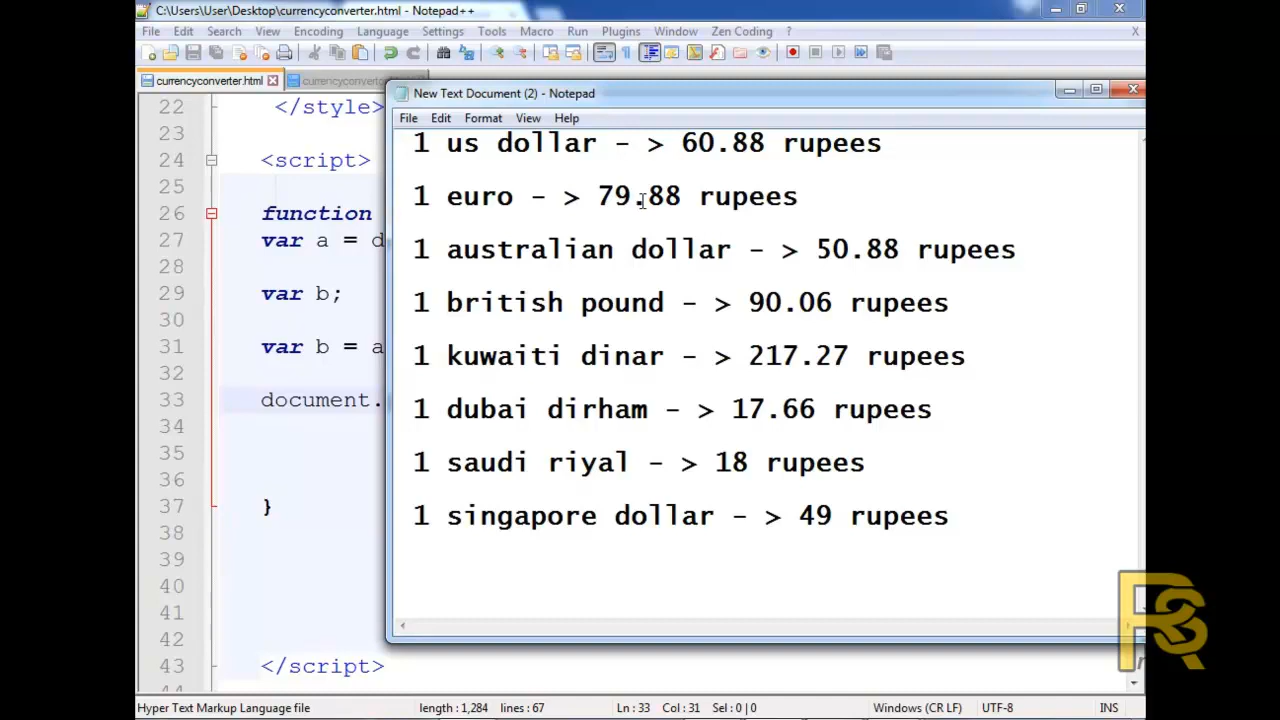 C:\Users\User\Desktop\currencyconverter.html - Notepad++
File Edit Search View Encoding Language Settings Tools Macro Run Plugins Window Zen Coding ? X
currencyconverter.html
New Text Document (2) - Notepad
File Edit Format View Help
22 </style>
23
24 <script>
25
26 function
27 var a = d
28
29 var b;
30
31 var b = a
32
33 document.
34
35
36
37 }
38
39
40
41
42
43 </script>
1 us dollar - > 60.88 rupees
1 euro - > 79.88 rupees
1 australian dollar - > 50.88 rupees
1 british pound - > 90.06 rupees
1 kuwaiti dinar - > 217.27 rupees
1 dubai dirham - > 17.66 rupees
1 saudi riyal - > 18 rupees
1 singapore dollar - > 49 rupees
Hyper Text Markup Language file length : 1,284 lines : 67 Ln : 33 Col : 31 Sel : 0 | 0 Windows (CR LF) UTF-8 INS